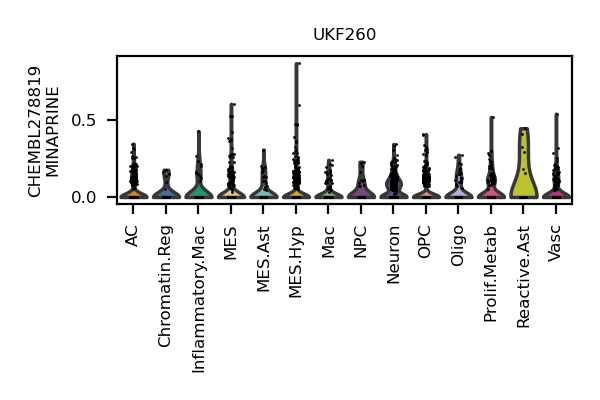 UKF260
CHEMBL278819
MINAPRINE
0.5
0.0
AC
Chromatin.Reg
Inflammatory.Mac
MES
MES.Ast
MES.Hyp
Mac
NPC
Neuron
OPC
Oligo
Prolif.Metab
Reactive.Ast
Vasc